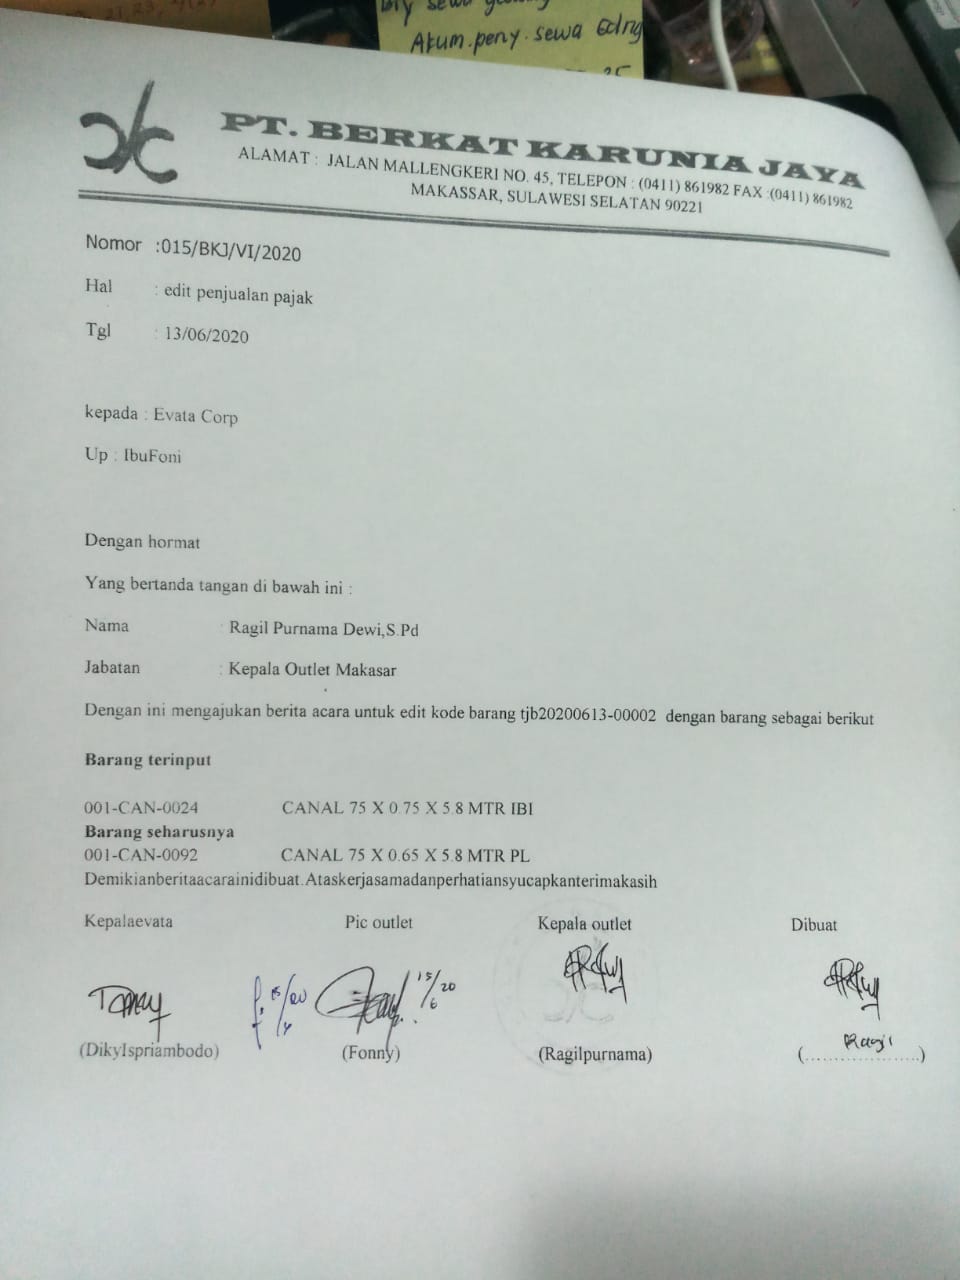 Akum.peny.sewa Gdng
PT. BERKAT KARUNIA JAYA
ALAMAT : JALAN MALLENGKERI NO. 45, TELEPON : (0411) 861982 FAX :(0411) 861982
MAKASSAR, SULAWESI SELATAN 90221
Nomor :015/BKJ/VI/2020
Hal : edit penjualan pajak
Tgl : 13/06/2020
kepada : Evata Corp
Up : IbuFoni
Dengan hormat
Yang bertanda tangan di bawah ini :
Nama : Ragil Purnama Dewi,S.Pd
Jabatan : Kepala Outlet Makasar
Dengan ini mengajukan berita acara untuk edit kode barang tjb20200613-00002 dengan barang sebagai berikut
Barang terinput
001-CAN-0024 CANAL 75 X 0.75 X 5.8 MTR IBI
Barang seharusnya
001-CAN-0092 CANAL 75 X 0.65 X 5.8 MTR PL
Demikianberitaacarainidibuat.Ataskerjasamadanperhatiansyucapkanterimakasih
Kepalaevata Pic outlet Kepala outlet Dibuat
15/6 20
Ragil
(DikyIspriambodo) (Fonny) (Ragilpurnama) (.....................)